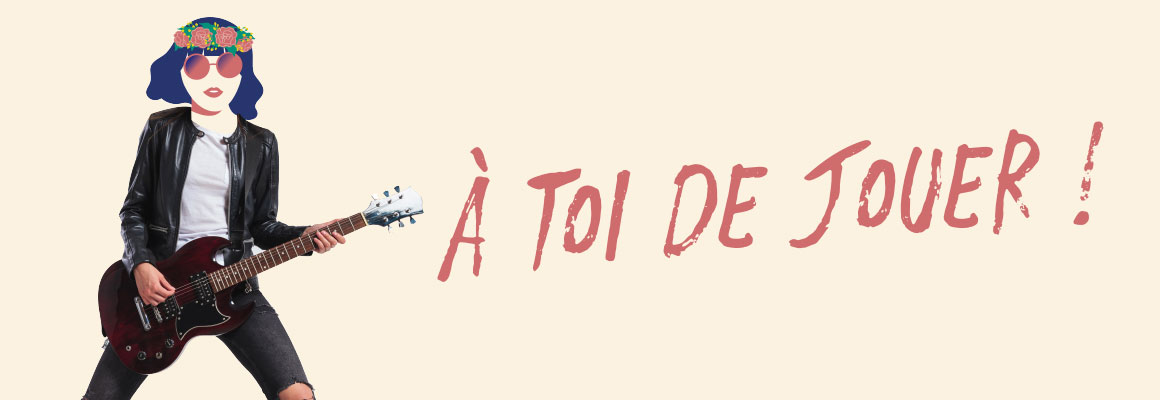 À TOI DE JOUER !